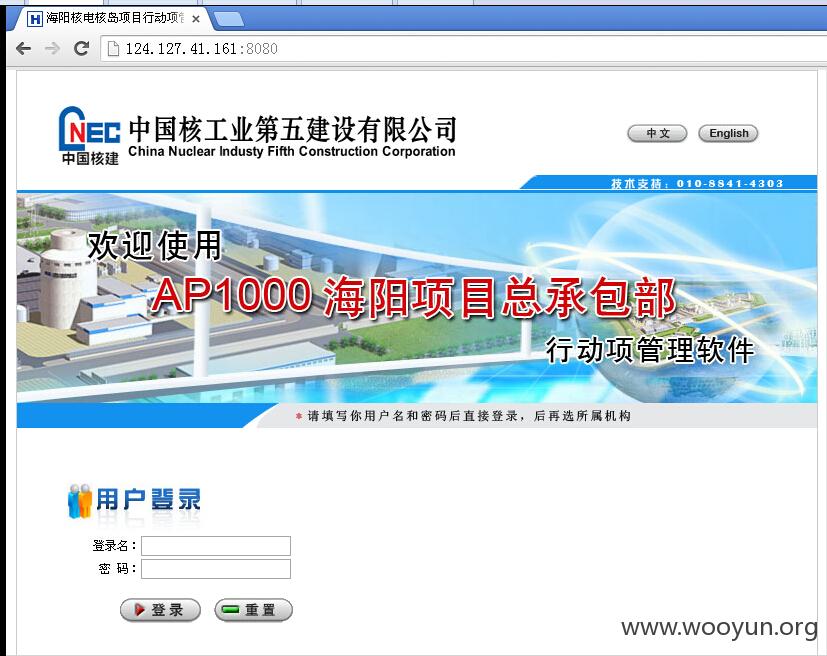 海阳核电核岛项目行动项
124.127.41.161:8080
CNEC 中国核工业第五建设有限公司
中国核建 China Nuclear Industy Fifth Construction Corporation
中文 English
技术支持：010-8841-4303
欢迎使用
AP1000 海阳项目总承包部
行动项管理软件
* 请填写你用户名和密码后直接登录，后再选所属机构
用户登录
登录名：
密 码：
登录 重置
www.wooyun.org